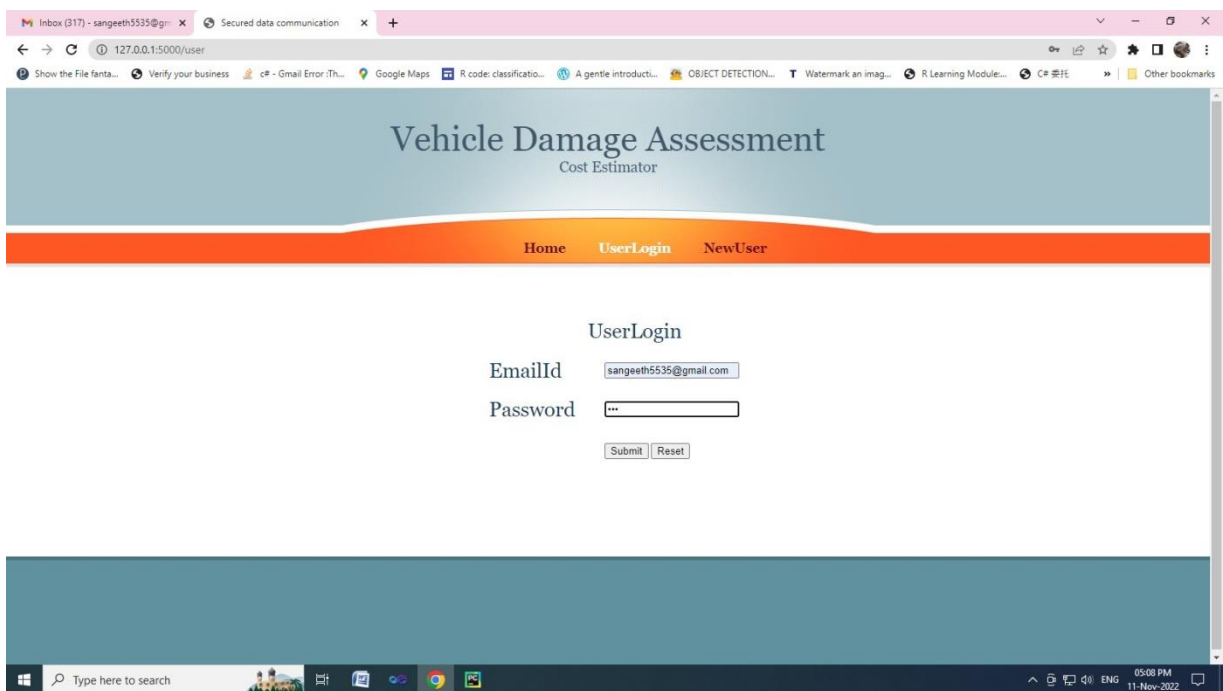 Inbox (317) - sangeeth5535@gm
Secured data communication
127.0.0.1:5000/user
Show the File fanta...
Verify your business
c# - Gmail Error :Th...
Google Maps
R code: classificatio...
A gentle introducti...
OBJECT DETECTION...
Watermark an imag...
R Learning Module:...
C# 委托
Other bookmarks
Vehicle Damage Assessment
Cost Estimator
Home UserLogin NewUser
UserLogin
EmailId sangeeth5535@gmail.com
Password •••
Submit Reset
Type here to search
ENG
05:08 PM
11-Nov-2022